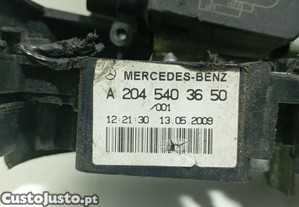 MERCEDES-BENZ
A 204 540 36 50
/001
12:21:30 13.05.2009
CustoJusto.pt